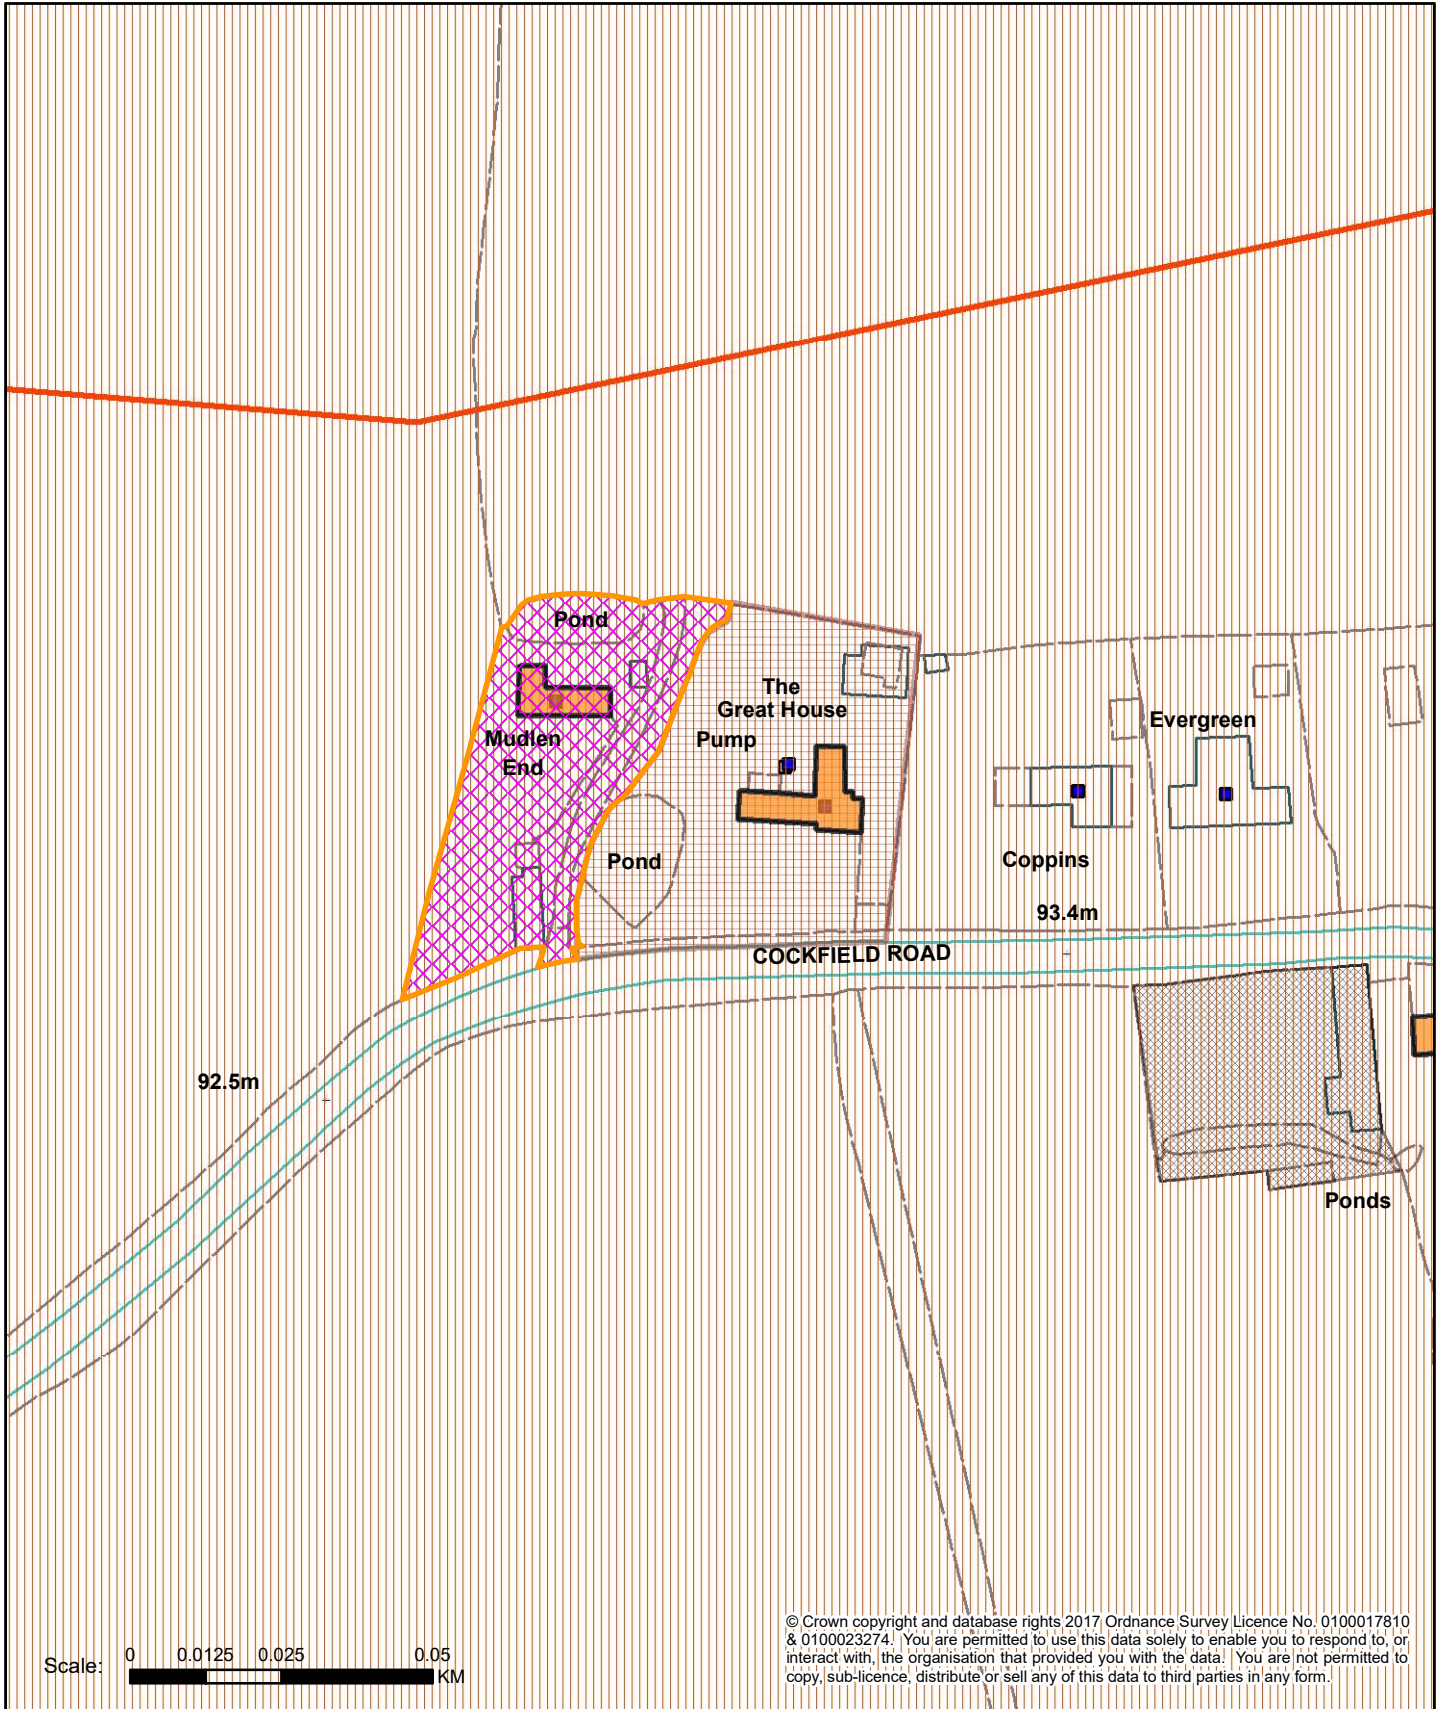 Pond
The
Great House
Pump
Mudlen
End
Evergreen
Pond
Coppins
93.4m
COCKFIELD ROAD
92.5m
Ponds
© Crown copyright and database rights 2017 Ordnance Survey Licence No. 0100017810
& 0100023274. You are permitted to use this data solely to enable you to respond to, or
interact with, the organisation that provided you with the data. You are not permitted to
copy, sub-licence, distribute or sell any of this data to third parties in any form.
Scale:
0 0.0125 0.025 0.05
KM